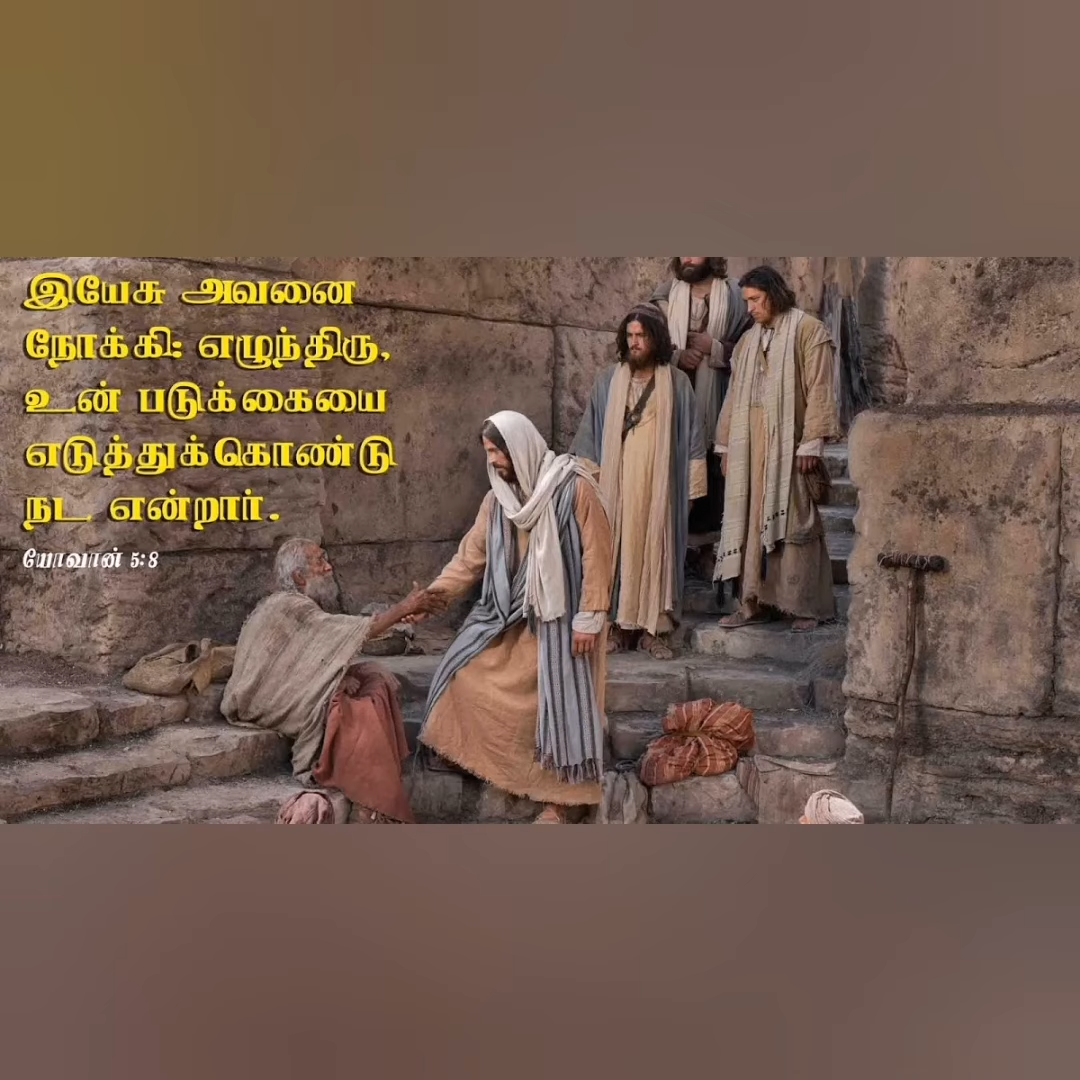 இயேசு அவனை
நோக்கி: எழுந்திரு,
உன் படுக்கையை
எடுத்துக்கொண்டு
நட என்றார்.
யோவான் 5:8